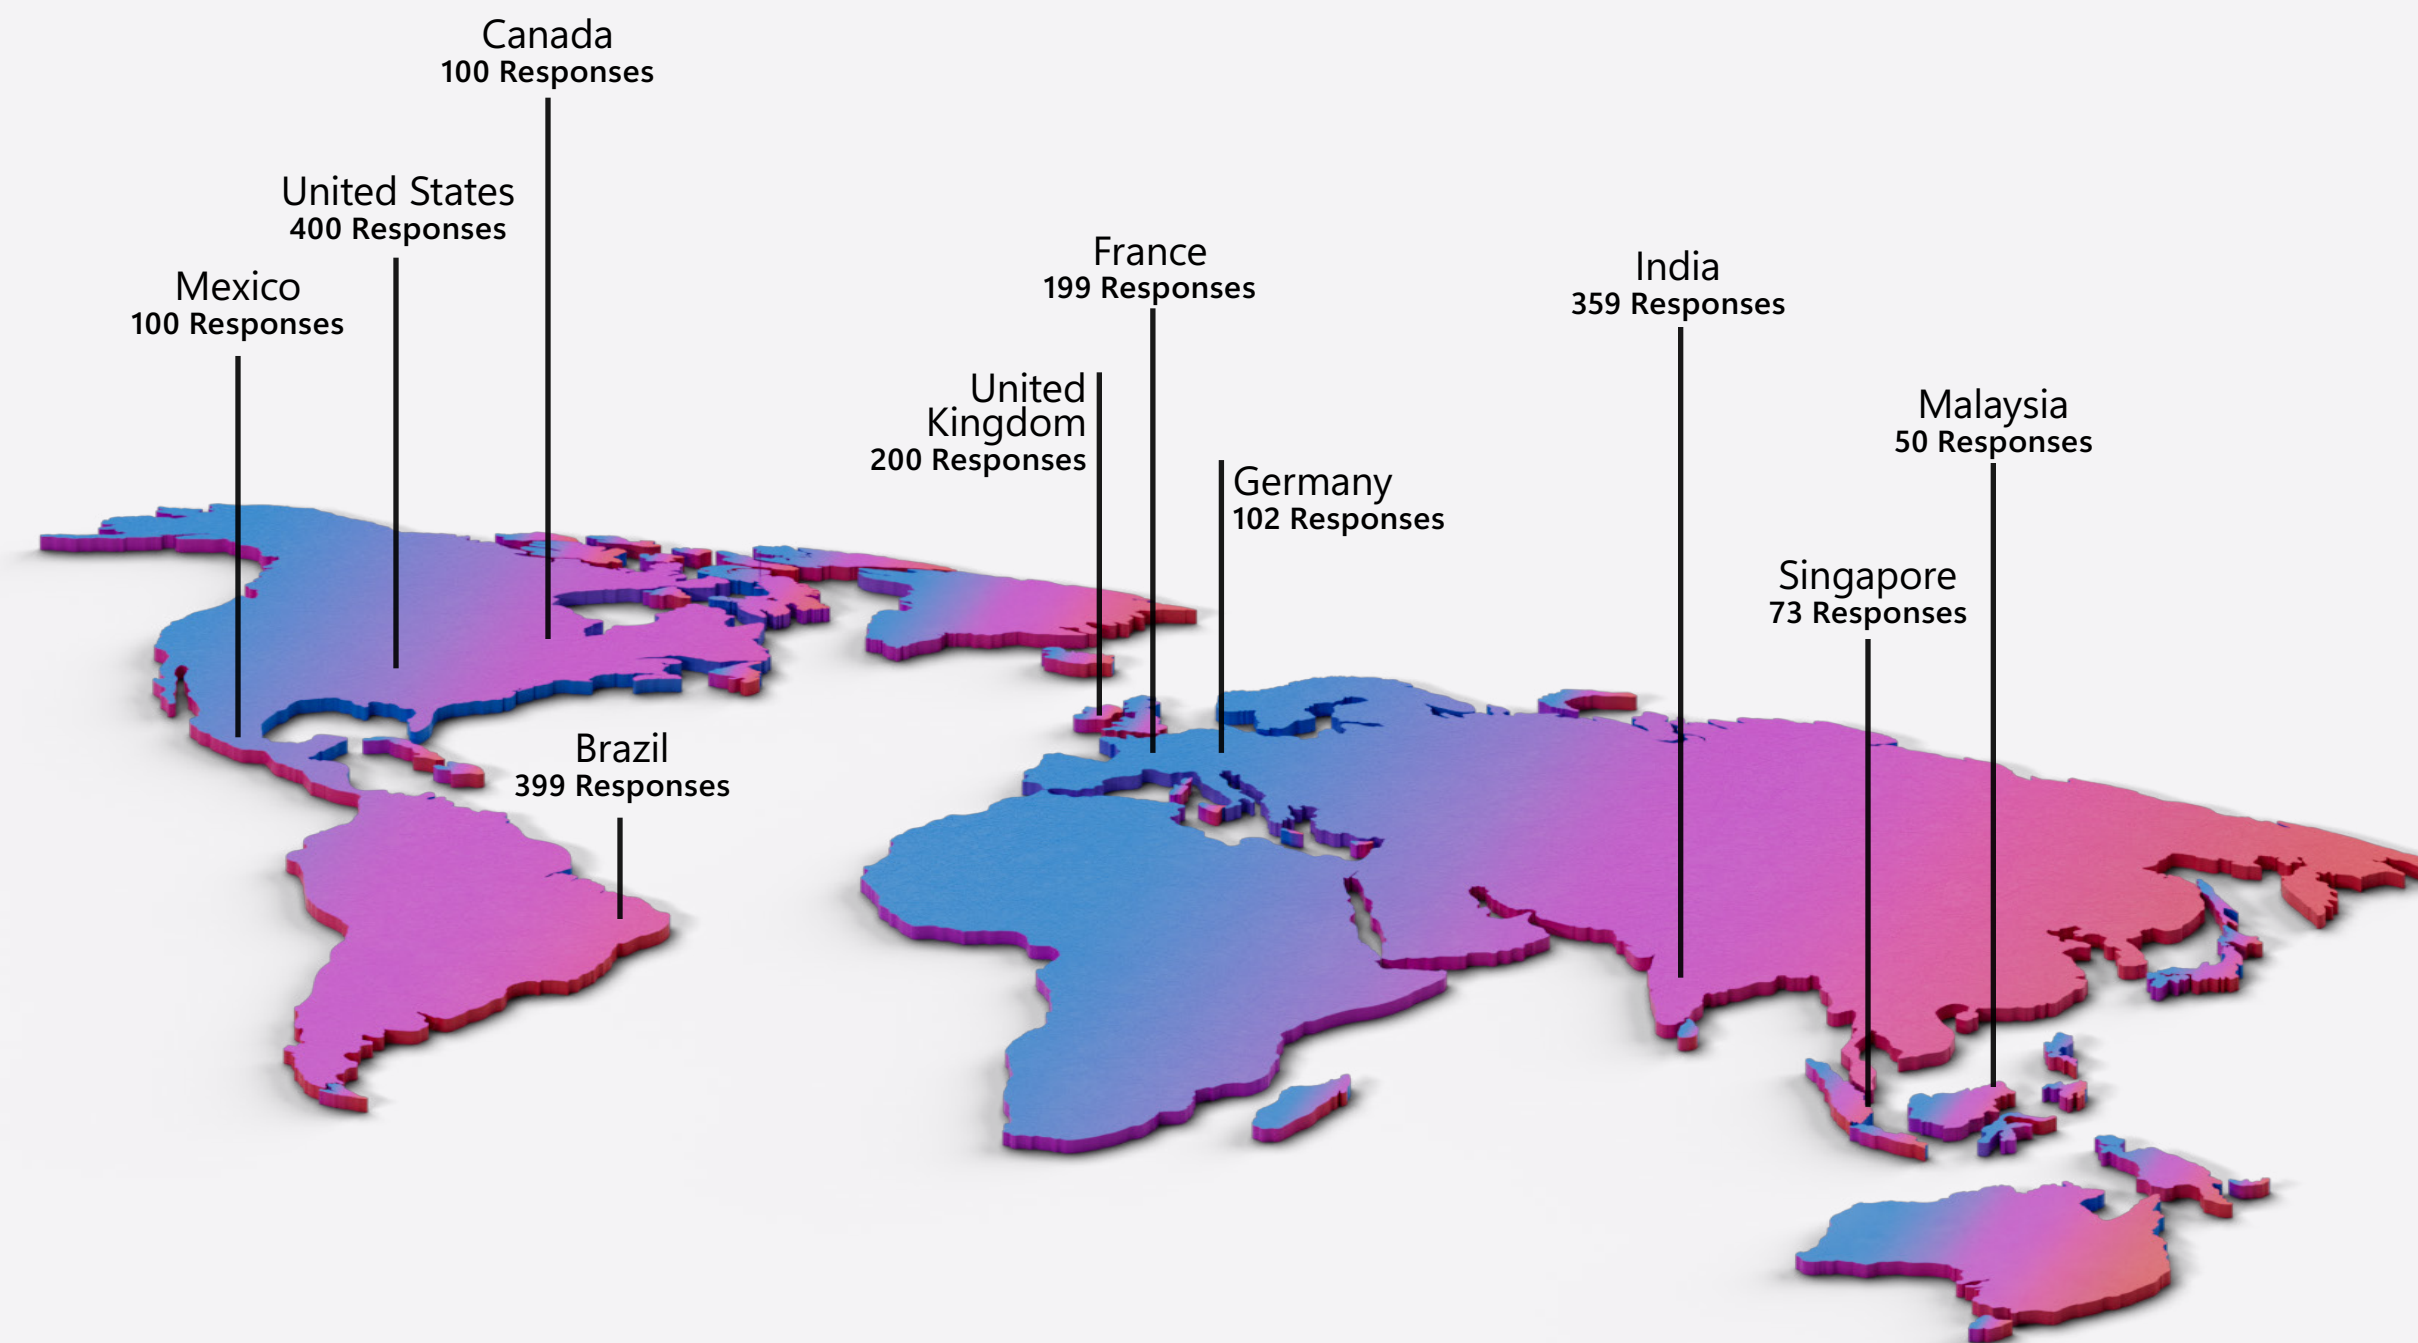 Canada
100 Responses
United States
400 Responses
Mexico
100 Responses
France
199 Responses
India
359 Responses
United
Kingdom
200 Responses
Malaysia
50 Responses
Germany
102 Responses
Singapore
73 Responses
Brazil
399 Responses